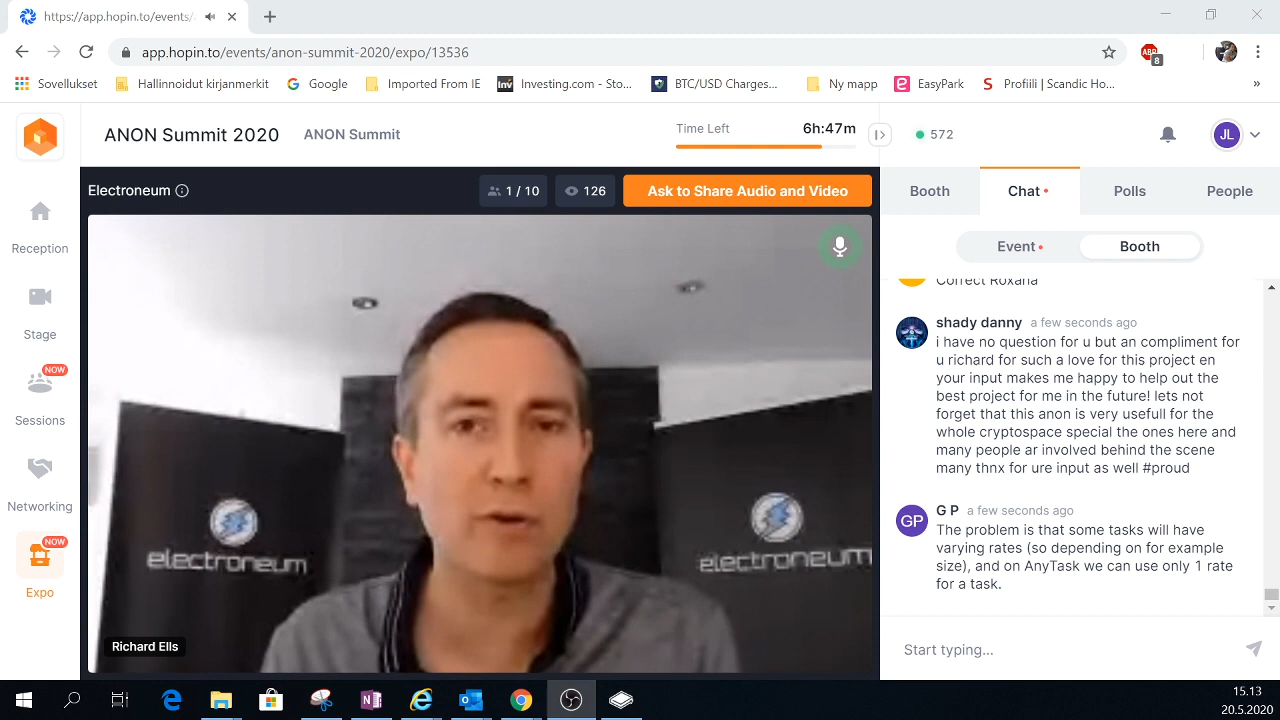 https://app.hopin.to/events/
app.hopin.to/events/anon-summit-2020/expo/13536
ABP
8
Sovellukset
Hallinnoidut kirjanmerkit
Google
Imported From IE
Inv
Investing.com - Sto...
BTC/USD Charges...
Ny mapp
EasyPark
Profiili | Scandic Ho...
»
ANON Summit 2020
ANON Summit
Time Left
6h:47m
572
JL
Electroneum
1 / 10
126
Ask to Share Audio and Video
Booth
Chat
Polls
People
Event
Booth
Reception
Stage
NOW
Sessions
Networking
NOW
Expo
electroneum
electroneum
Richard Ells
Correct Roxana
shady danny
a few seconds ago
i have no question for u but an compliment for
u richard for such a love for this project en
your input makes me happy to help out the
best project for me in the future! lets not
forget that this anon is very usefull for the
whole cryptospace special the ones here and
many people ar involved behind the scene
many thnx for ure input as well #proud
GP
G P
a few seconds ago
The problem is that some tasks will have
varying rates (so depending on for example
size), and on AnyTask we can use only 1 rate
for a task.
Start typing...
15.13
20.5.2020